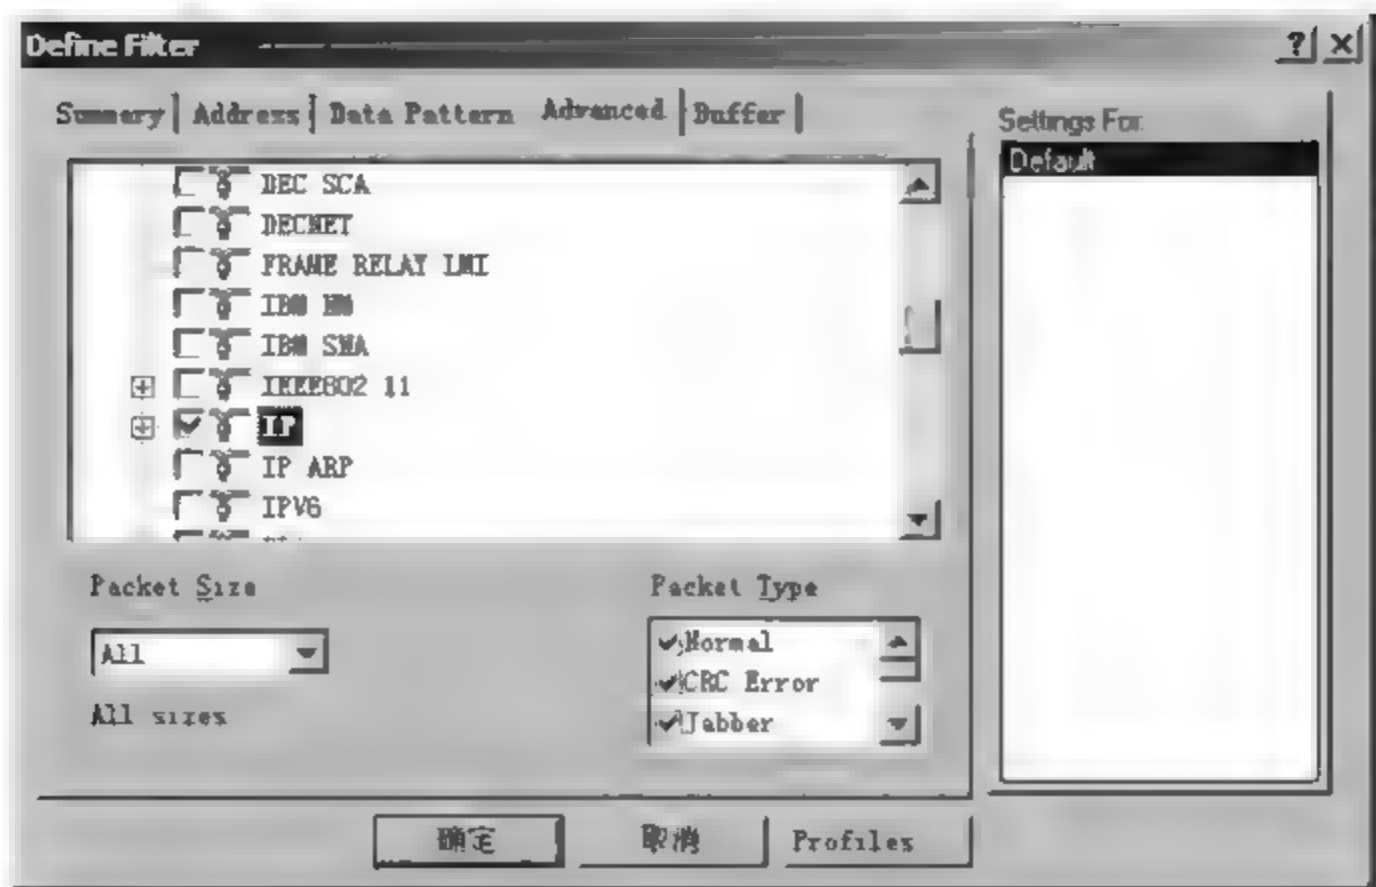 Define Filter
Summary Address Data Pattern Advanced Buffer
Settings For:
Default
DEC SCA
DECNET
FRAME RELAY LMI
IBM NM
IBM SNA
IEEE802 11
IP
IP ARP
IPV6
Packet Size
All
All sizes
Packet Type
Normal
CRC Error
Jabber
确定 取消 Profiles